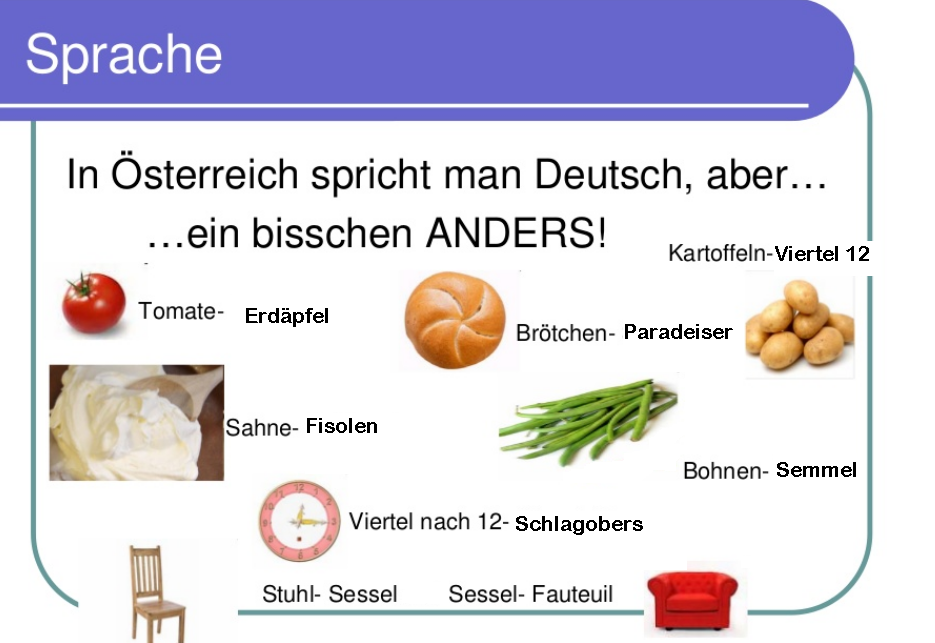 Sprache
In Österreich spricht man Deutsch, aber…
…ein bisschen ANDERS!
Kartoffeln-Viertel 12
Tomate- Erdäpfel
Brötchen- Paradeiser
Sahne- Fisolen
Bohnen- Semmel
Viertel nach 12- Schlagobers
Stuhl- Sessel
Sessel- Fauteuil